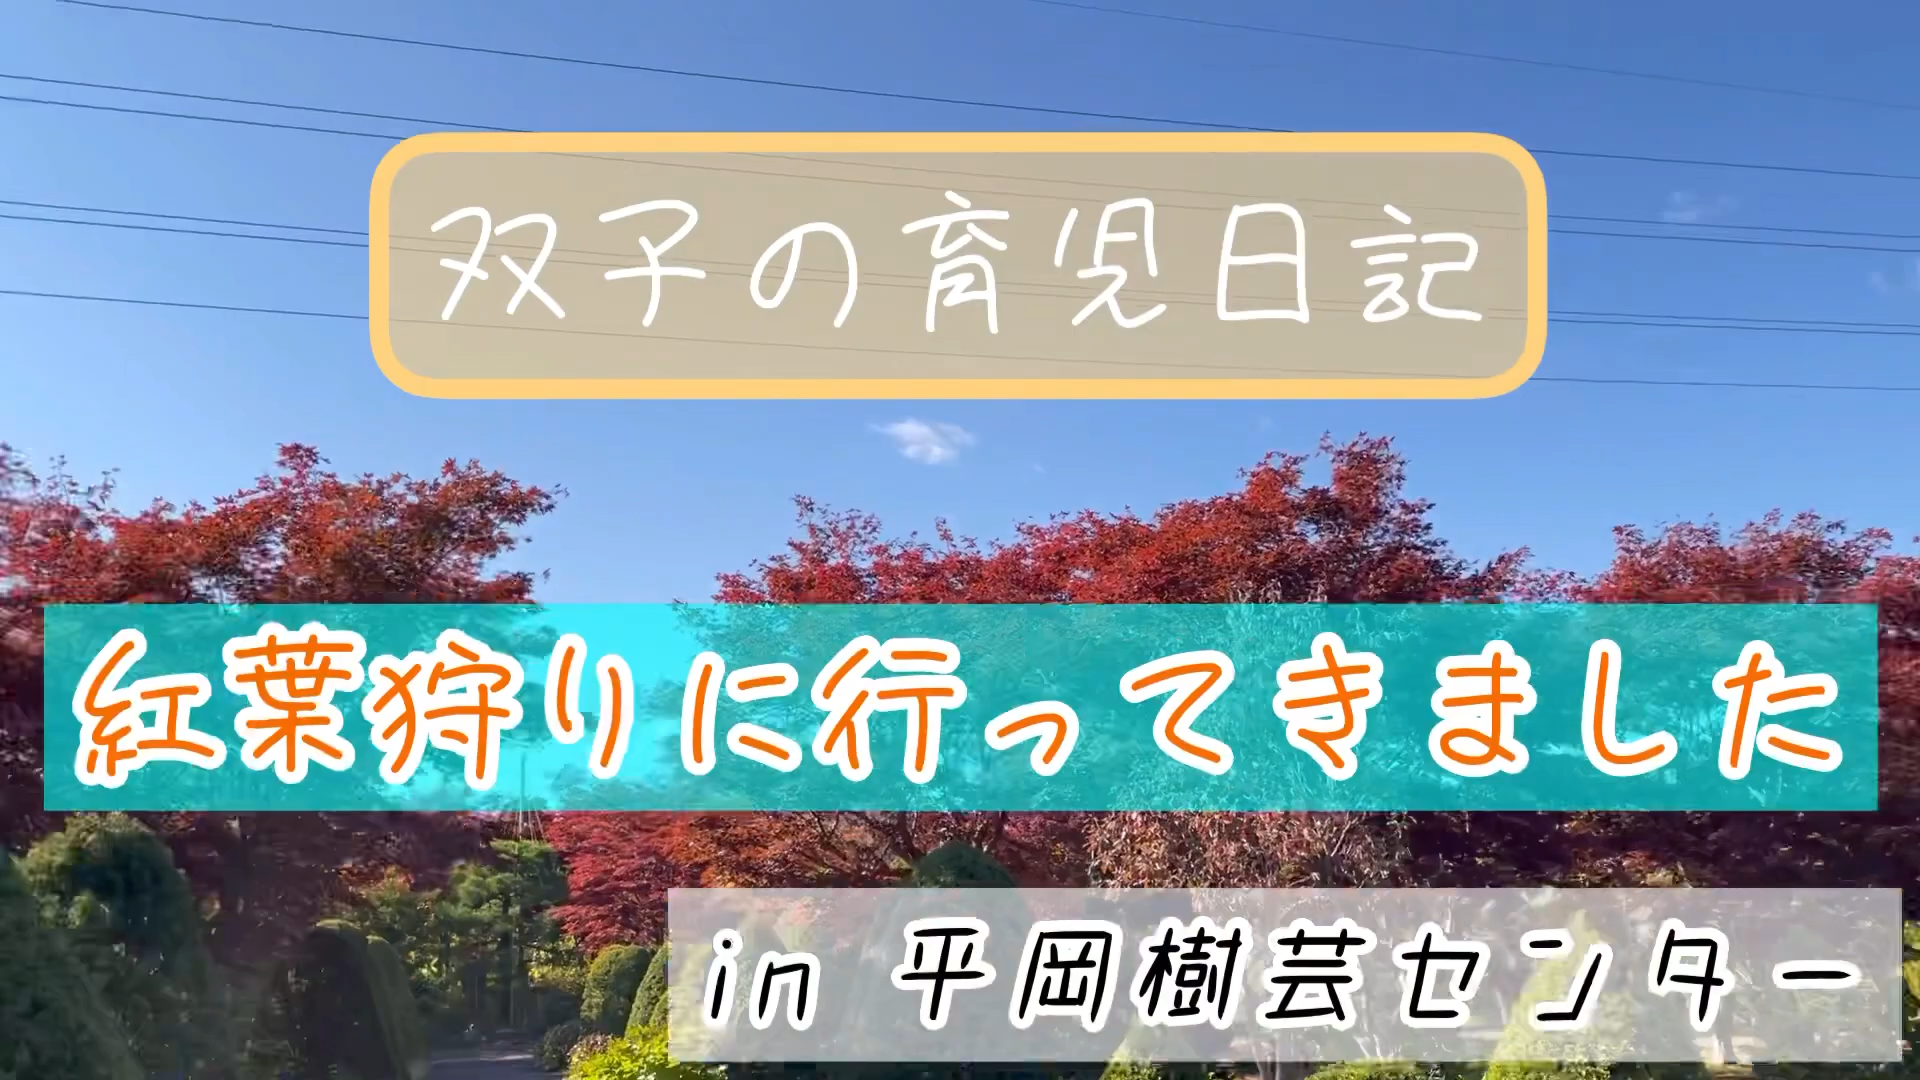 双子の育児日記
紅葉狩りに行ってきました
in 平岡樹芸センター